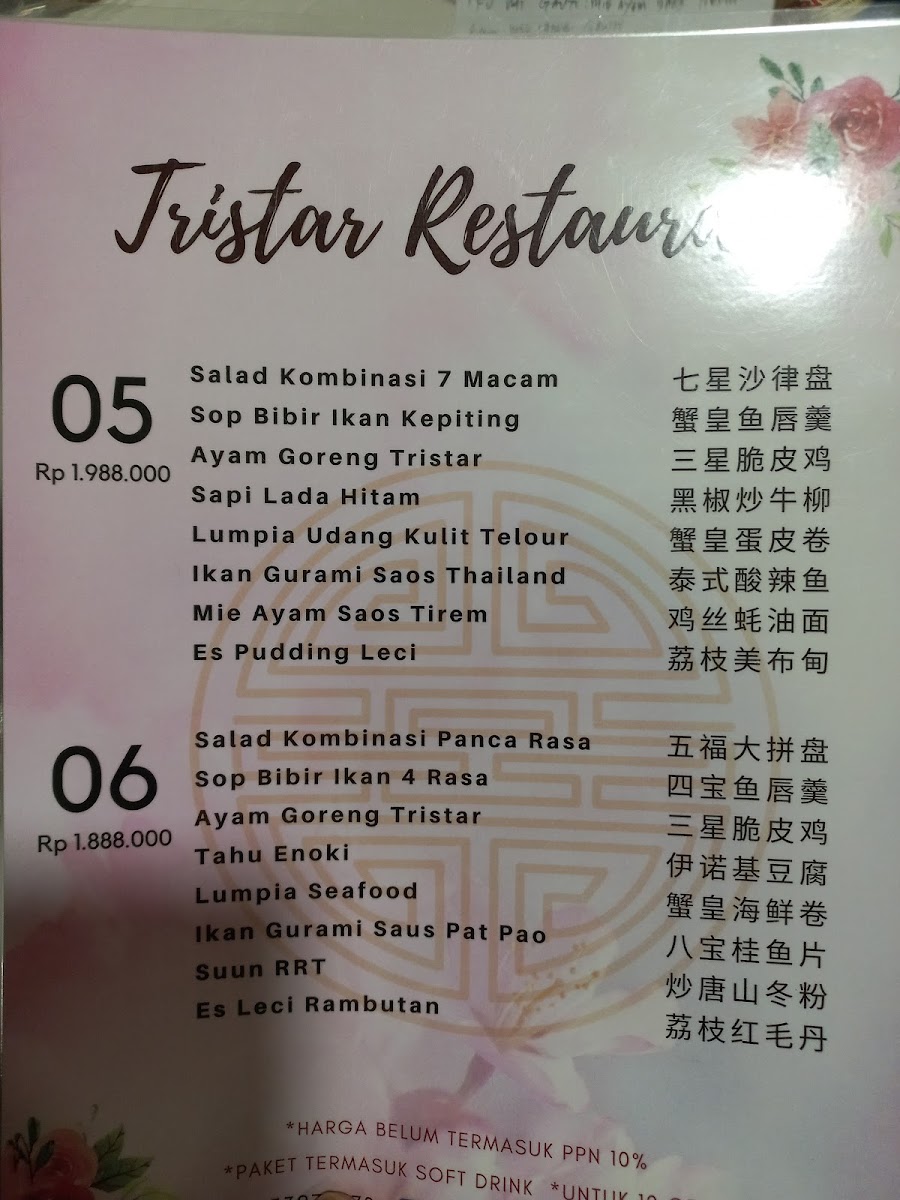 Tristar
05
Rp 1.988.000
Salad Kombinasi 7 Macam 七星沙律盘
Sop Bibir Ikan Kepiting 蟹皇鱼唇羹
Ayam Goreng Tristar 三星脆皮鸡
Sapi Lada Hitam 黑椒炒牛柳
Lumpia Udang Kulit Telour 蟹皇蛋皮卷
Ikan Gurami Saos Thailand 泰式酸辣鱼
Mie Ayam Saos Tirem 鸡丝蚝油面
Es Pudding Leci 荔枝美布甸
06
Rp 1.888.000
Salad Kombinasi Panca Rasa 五福大拼盘
Sop Bibir Ikan 4 Rasa 四宝鱼唇羹
Ayam Goreng Tristar 三星脆皮鸡
Tahu Enoki 伊诺基豆腐
Lumpia Seafood 蟹皇海鲜卷
Ikan Gurami Saus Pat Pao 八宝桂鱼片
Suun RRT 炒唐山冬粉
Es Leci Rambutan 荔枝红毛丹
*HARGA BELUM TERMASUK PPN 10%
*PAKET TERMASUK SOFT DRINK *UNTUK